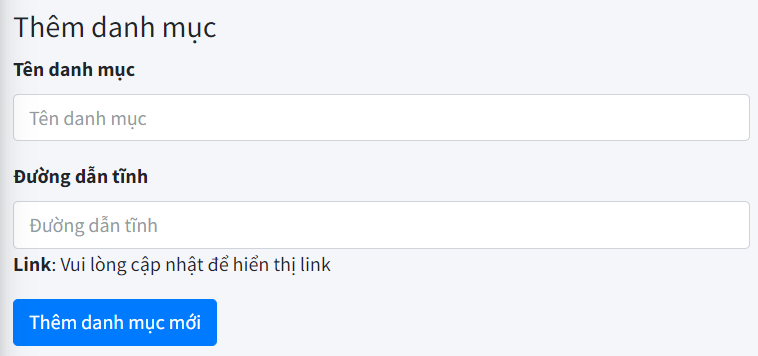 Thêm danh mục
Tên danh mục
Tên danh mục
Đường dẫn tĩnh
Đường dẫn tĩnh
Link: Vui lòng cập nhật để hiển thị link
Thêm danh mục mới